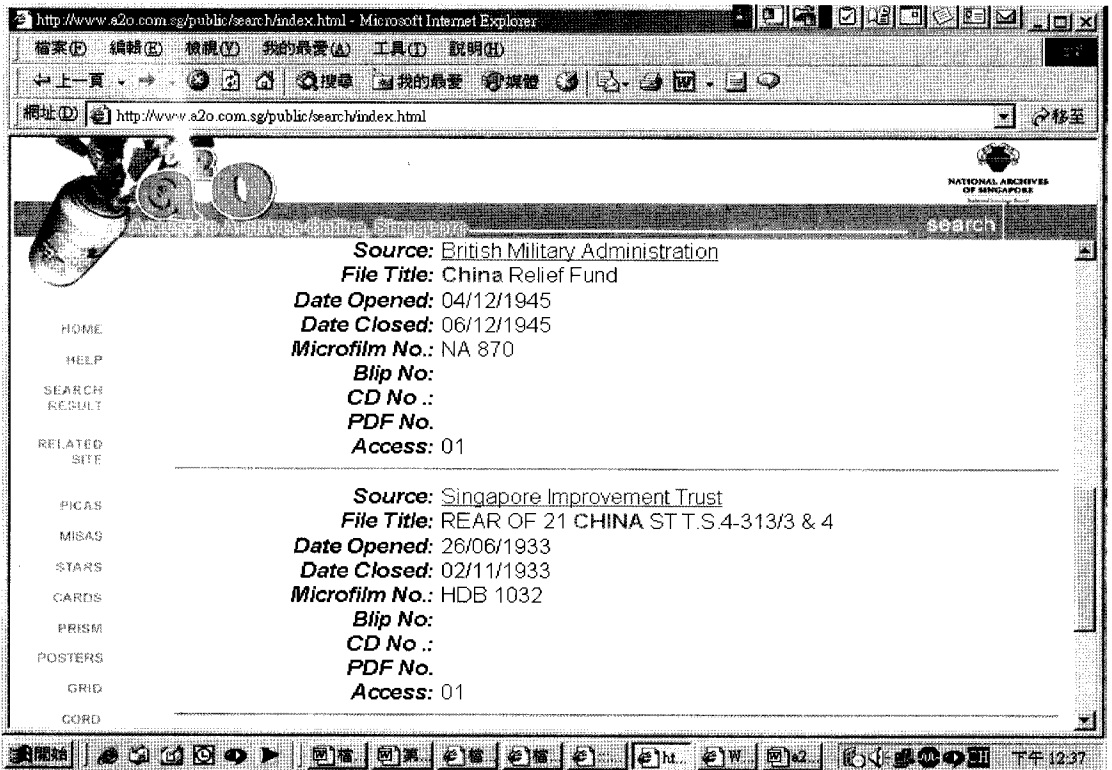 http://www.a2o.com.sg/public/search/index.html - Microsoft Internet Explorer
檔案(F) 編輯(E) 檢視(V) 我的最愛(A) 工具(T) 說明(H)
上一頁 搜尋 我的最愛 媒體
網址(D) http://www.a2o.com.sg/public/search/index.html 移至
NATIONAL ARCHIVES
OF SINGAPORE
search
Source: British Military Administration
File Title: China Relief Fund
Date Opened: 04/12/1945
Date Closed: 06/12/1945
Microfilm No.: NA 870
Blip No:
CD No .:
PDF No.
Access: 01
Source: Singapore Improvement Trust
File Title: REAR OF 21 CHINA ST T.S.4-313/3 & 4
Date Opened: 26/06/1933
Date Closed: 02/11/1933
Microfilm No.: HDB 1032
Blip No:
CD No .:
PDF No.
Access: 01
HOME
HELP
SEARCH
RESULT
RELATED
SITE
PICAS
MISAS
STARS
CARDS
PRISM
POSTERS
GRID
CORD
開始 檔... 第... 檔... 檔... ht... W... a2... 下午 12:37